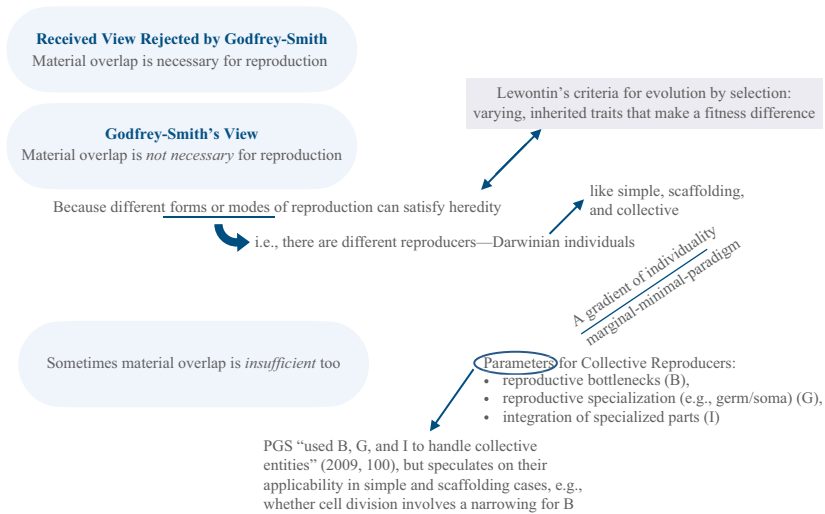 Received View Rejected by Godfrey-Smith
Material overlap is necessary for reproduction
Lewontin's criteria for evolution by selection:
varying, inherited traits that make a fitness difference
Godfrey-Smith's View
Material overlap is not necessary for reproduction
Because different forms or modes of reproduction can satisfy heredity
like simple, scaffolding,
and collective
i.e., there are different reproducers—Darwinian individuals
A gradient of individuality
marginal-minimal-paradigm
Sometimes material overlap is insufficient too
Parameters for Collective Reproducers:
• reproductive bottlenecks (B),
• reproductive specialization (e.g., germ/soma) (G),
• integration of specialized parts (I)
PGS “used B, G, and I to handle collective
entities” (2009, 100), but speculates on their
applicability in simple and scaffolding cases, e.g.,
whether cell division involves a narrowing for B